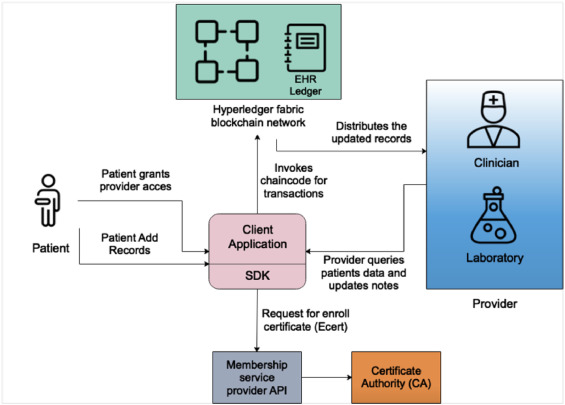 EHR
Ledger
Hyperledger fabric
blockchain network
Distributes the
updated records
Clinician
Invokes
chaincode for
transactions
Patient grants
provider acces
Patient
Patient Add
Records
Client
Application
SDK
Provider queries
patients data and
updates notes
Laboratory
Provider
Request for enroll
certificate (Ecert)
Membership
service
provider API
Certificate
Authority (CA)